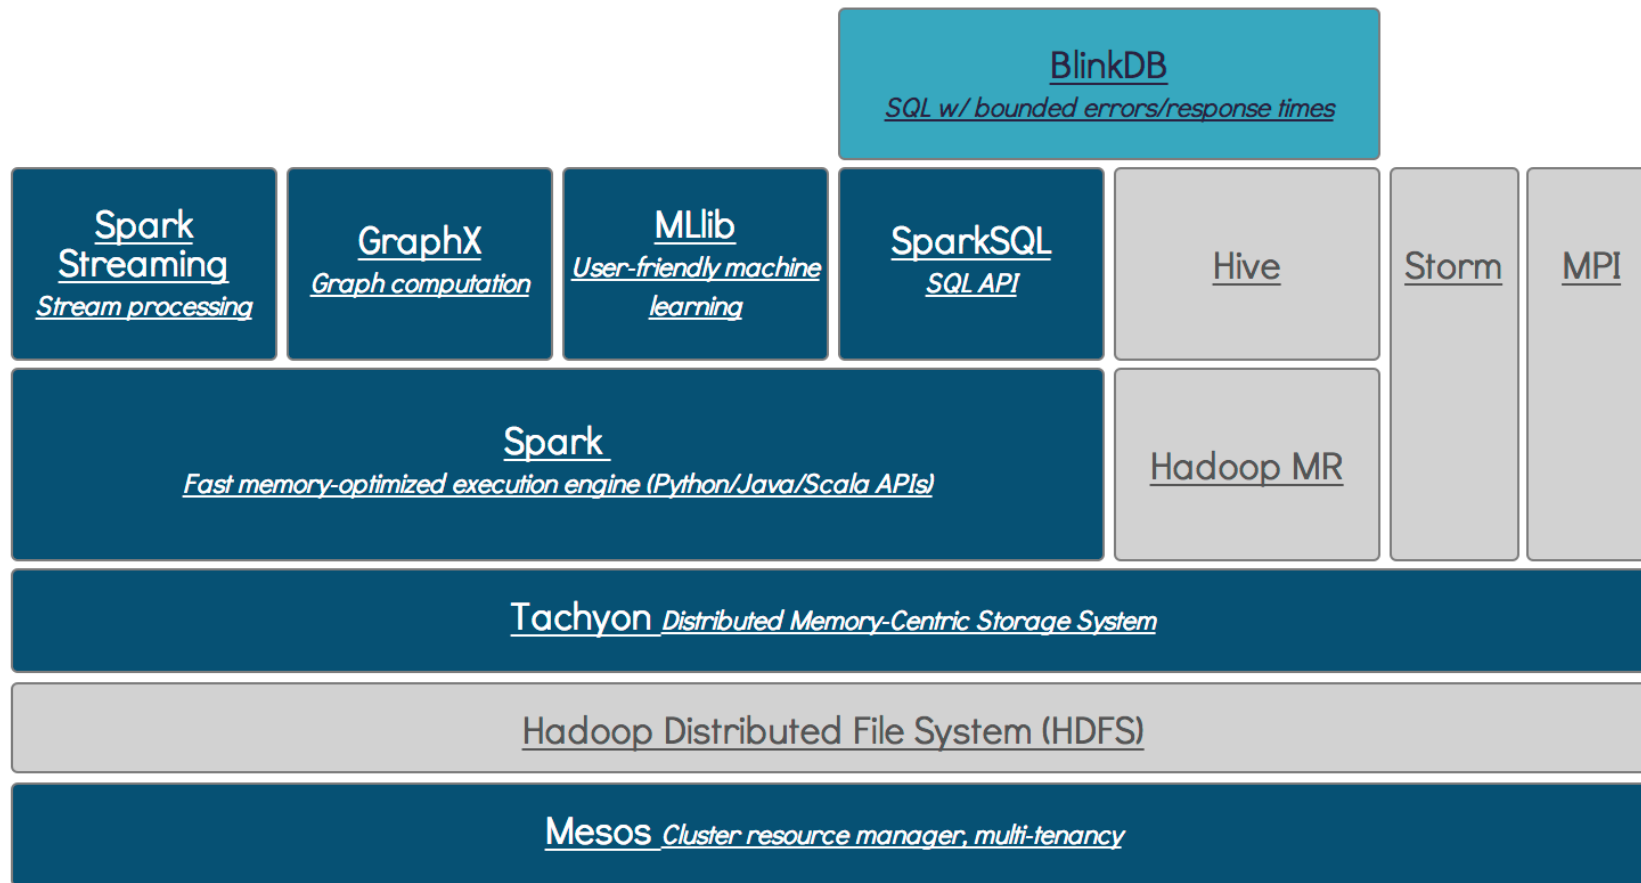 BlinkDB
SQL w/ bounded errors/response times
Spark
Streaming
Stream processing
GraphX
Graph computation
MLlib
User-friendly machine
learning
SparkSQL
SQL API
Hive
Storm
MPI
Spark
Fast memory-optimized execution engine (Python/Java/Scala APIs)
Hadoop MR
Tachyon Distributed Memory-Centric Storage System
Hadoop Distributed File System (HDFS)
Mesos Cluster resource manager, multi-tenancy